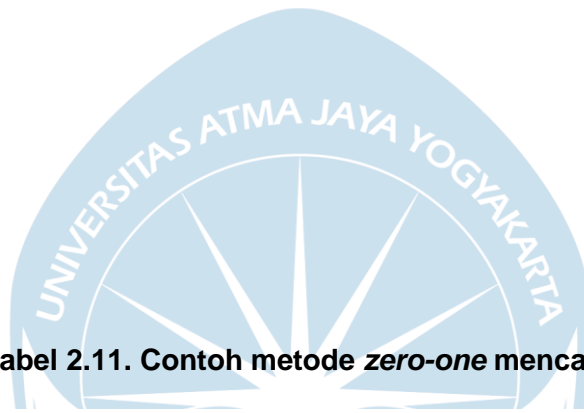 UNIVERSITAS ATMA JAYA YOGYAKARTA
abel 2.11. Contoh metode zero-one menca